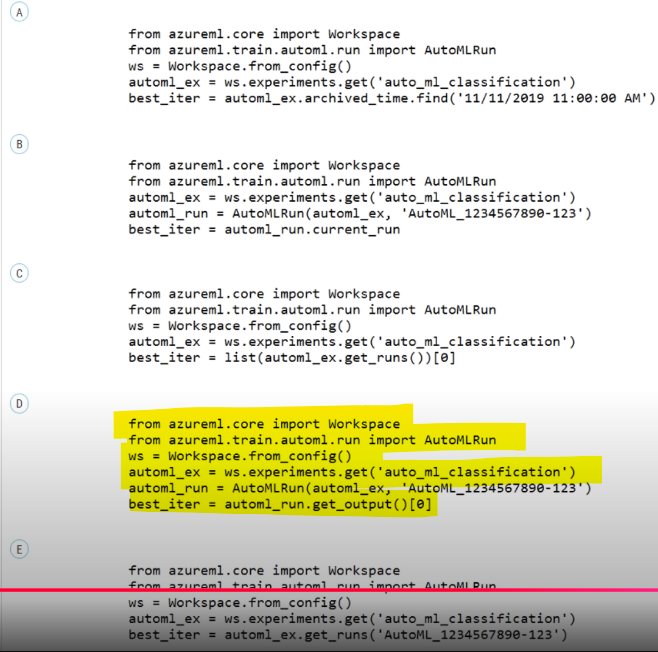 A
from azureml.core import Workspace
from azureml.train.automl.run import AutoMLRun
ws = Workspace.from_config()
automl_ex = ws.experiments.get('auto_ml_classification')
best_iter = automl_ex.archived_time.find('11/11/2019 11:00:00 AM')
B
from azureml.core import Workspace
from azureml.train.automl.run import AutoMLRun
automl_ex = ws.experiments.get('auto_ml_classification')
automl_run = AutoMLRun(automl_ex, 'AutoML_1234567890-123')
best_iter = automl_run.current_run
C
from azureml.core import Workspace
from azureml.train.automl.run import AutoMLRun
ws = Workspace.from_config()
automl_ex = ws.experiments.get('auto_ml_classification')
best_iter = list(automl_ex.get_runs())[0]
D
from azureml.core import Workspace
from azureml.train.automl.run import AutoMLRun
ws = Workspace.from_config()
automl_ex = ws.experiments.get('auto_ml_classification')
automl_run = AutoMLRun(automl_ex, 'AutoML_1234567890-123')
best_iter = automl_run.get_output()[0]
E
from azureml.core import Workspace
from azureml.train.automl.run import AutoMLRun
ws = Workspace.from_config()
automl_ex = ws.experiments.get('auto_ml_classification')
best_iter = automl_ex.get_runs('AutoML_1234567890-123')